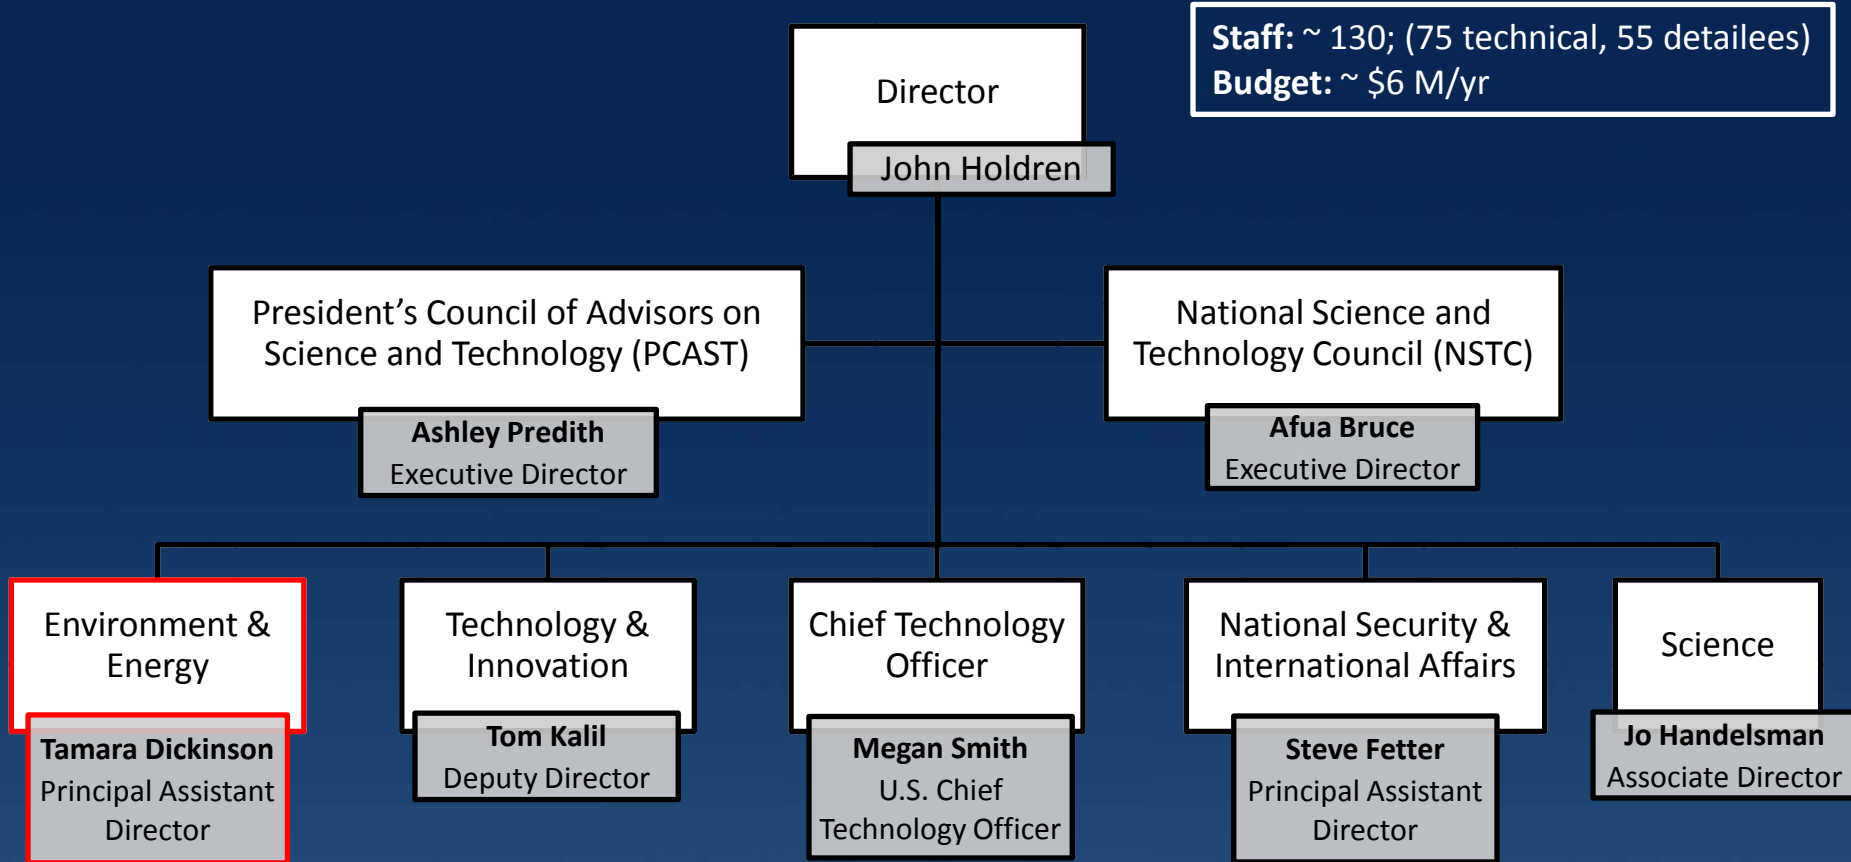 Staff: ~ 130; (75 technical, 55 detailees)
Budget: ~ $6 M/yr
Director
John Holdren
President’s Council of Advisors on
Science and Technology (PCAST)
Ashley Predith
Executive Director
National Science and
Technology Council (NSTC)
Afua Bruce
Executive Director
Environment &
Energy
Tamara Dickinson
Principal Assistant
Director
Technology &
Innovation
Tom Kalil
Deputy Director
Chief Technology
Officer
Megan Smith
U.S. Chief
Technology Officer
National Security &
International Affairs
Steve Fetter
Principal Assistant
Director
Science
Jo Handelsman
Associate Director